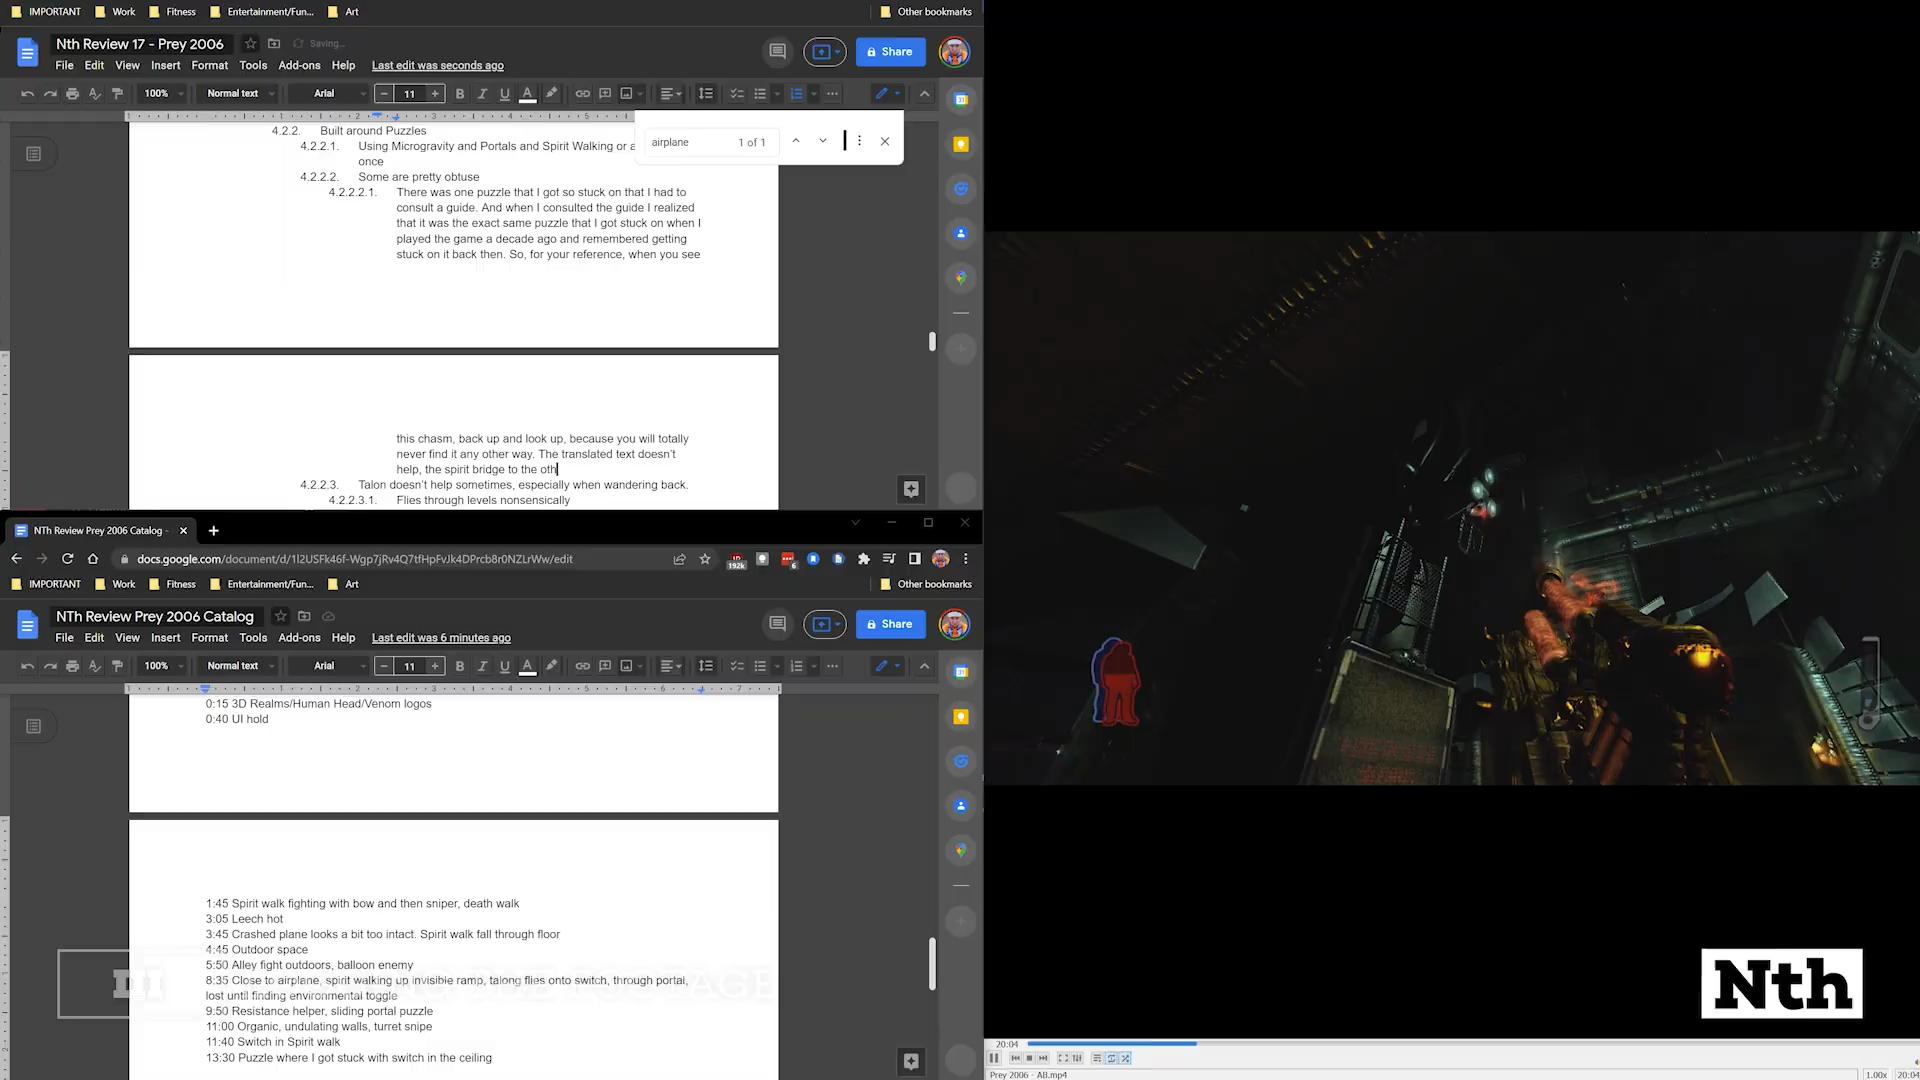 IMPORTANT Work Fitness Entertainment/Fun... Art Other bookmarks
Nth Review 17 - Prey 2006 Saving...
File Edit View Insert Format Tools Add-ons Help Last edit was seconds ago
Share
100% Normal text Arial 11
airplane 1 of 1
4.2.2. Built around Puzzles
4.2.2.1. Using Microgravity and Portals and Spirit Walking or a
once
4.2.2.2. Some are pretty obtuse
4.2.2.2.1. There was one puzzle that I got so stuck on that I had to
consult a guide. And when I consulted the guide I realized
that it was the exact same puzzle that I got stuck on when I
played the game a decade ago and remembered getting
stuck on it back then. So, for your reference, when you see
this chasm, back up and look up, because you will totally
never find it any other way. The translated text doesn't
help, the spirit bridge to the oth
4.2.2.3. Talon doesn't help sometimes, especially when wandering back.
4.2.2.3.1. Flies through levels nonsensically
NTh Review Prey 2006 Catalog -
docs.google.com/document/d/1l2USFk46f-Wgp7jRv4Q7tfHpFvJk4DPrcb8r0NZLrWw/edit
192k 6
IMPORTANT Work Fitness Entertainment/Fun... Art Other bookmarks
NTh Review Prey 2006 Catalog
File Edit View Insert Format Tools Add-ons Help Last edit was 6 minutes ago
Share
100% Normal text Arial 11
0:15 3D Realms/Human Head/Venom logos
0:40 UI hold
1:45 Spirit walk fighting with bow and then sniper, death walk
3:05 Leech hot
3:45 Crashed plane looks a bit too intact. Spirit walk fall through floor
4:45 Outdoor space
5:50 Alley fight outdoors, balloon enemy
8:35 Close to airplane, spirit walking up invisible ramp, talong flies onto switch, through portal,
lost until finding environmental toggle
9:50 Resistance helper, sliding portal puzzle
11:00 Organic, undulating walls, turret snipe
11:40 Switch in Spirit walk
13:30 Puzzle where I got stuck with switch in the ceiling
III
FOOTAGE
Nth
20:04
Prey 2006 - AB.mp4 1.00x 20:04